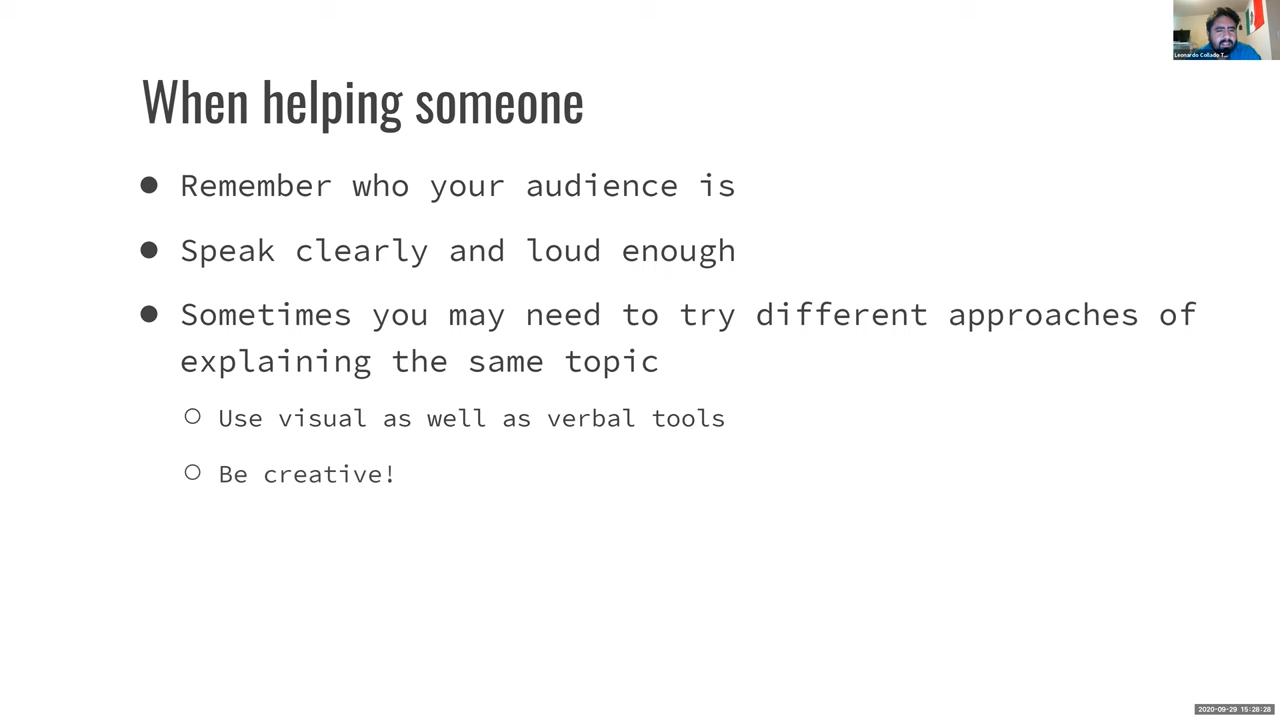 Leonardo Collado T...
When helping someone
● Remember who your audience is
● Speak clearly and loud enough
● Sometimes you may need to try different approaches of
explaining the same topic
○ Use visual as well as verbal tools
○ Be creative!
2020-09-29 15:28:28